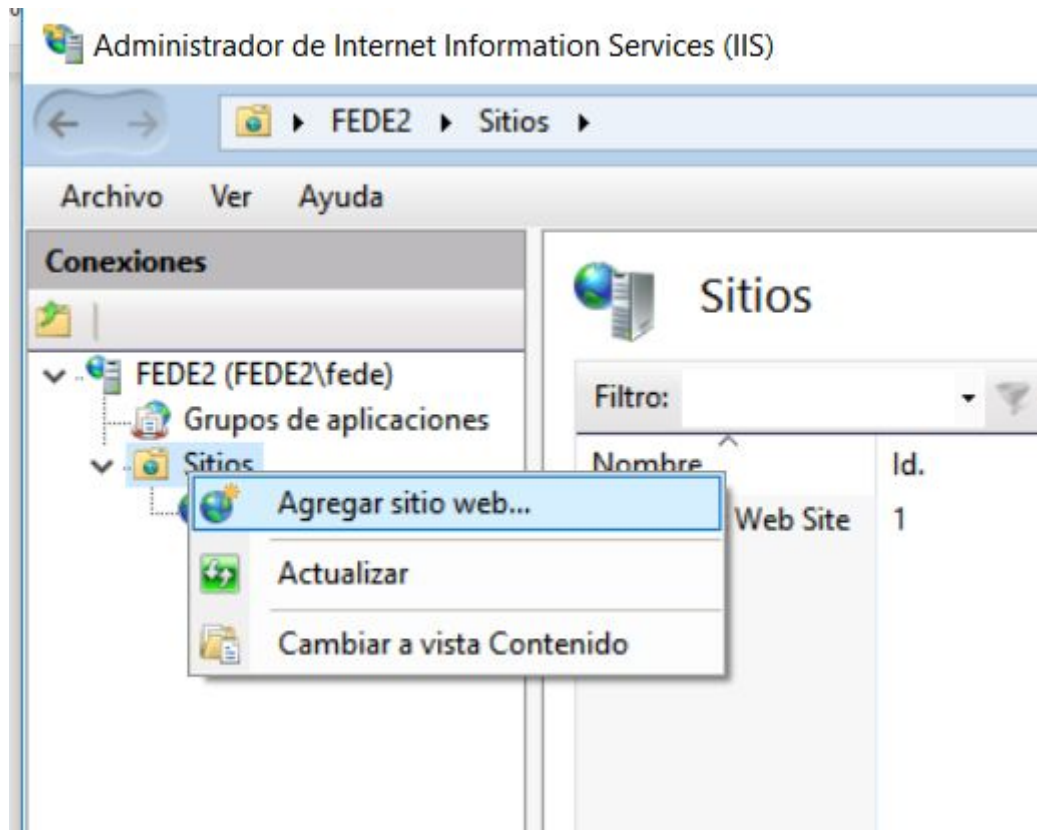 Administrador de Internet Information Services (IIS)
FEDE2 Sitios
Archivo Ver Ayuda
Conexiones
FEDE2 (FEDE2\fede)
Grupos de aplicaciones
Sitios
Agregar sitio web...
Actualizar
Cambiar a vista Contenido
Sitios
Filtro:
Nombre Id.
Web Site 1